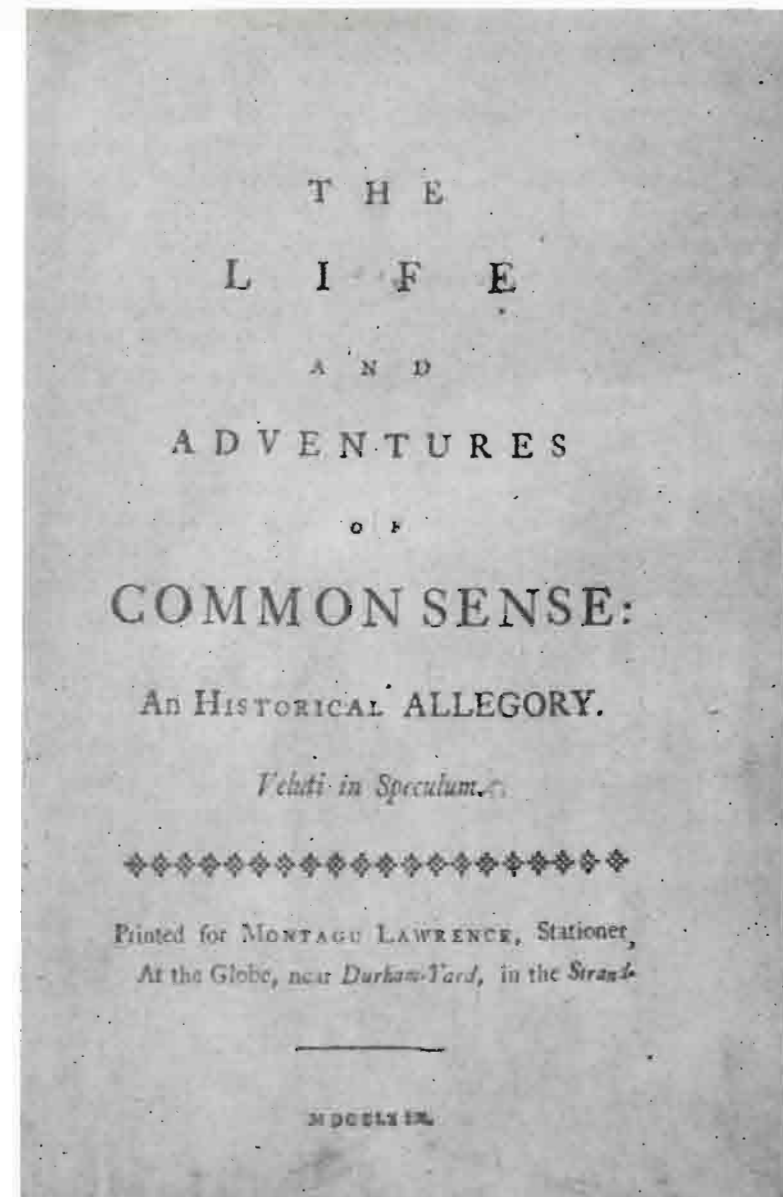 THE
LIFE
AND
ADVENTURES
OF
COMMON SENSE:
An HISTORICAL ALLEGORY.
Veluti in Speculum.
Printed for MONTAGU LAWRENCE, Stationer,
At the Globe, near Durham-Yard, in the Strand.
MDCCLXIX.